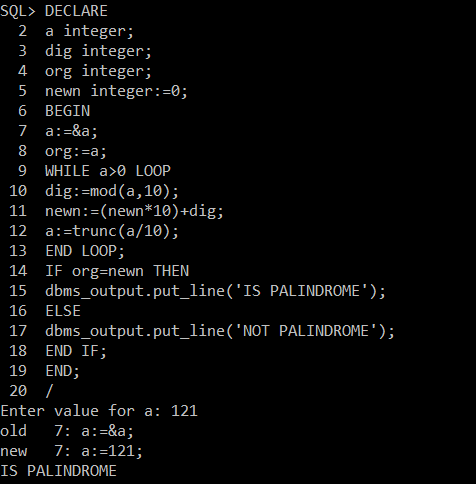 SQL> DECLARE
2 a integer;
3 dig integer;
4 org integer;
5 newn integer:=0;
6 BEGIN
7 a:=&a;
8 org:=a;
9 WHILE a>0 LOOP
10 dig:=mod(a,10);
11 newn:=(newn*10)+dig;
12 a:=trunc(a/10);
13 END LOOP;
14 IF org=newn THEN
15 dbms_output.put_line('IS PALINDROME');
16 ELSE
17 dbms_output.put_line('NOT PALINDROME');
18 END IF;
19 END;
20 /
Enter value for a: 121
old 7: a:=&a;
new 7: a:=121;
IS PALINDROME